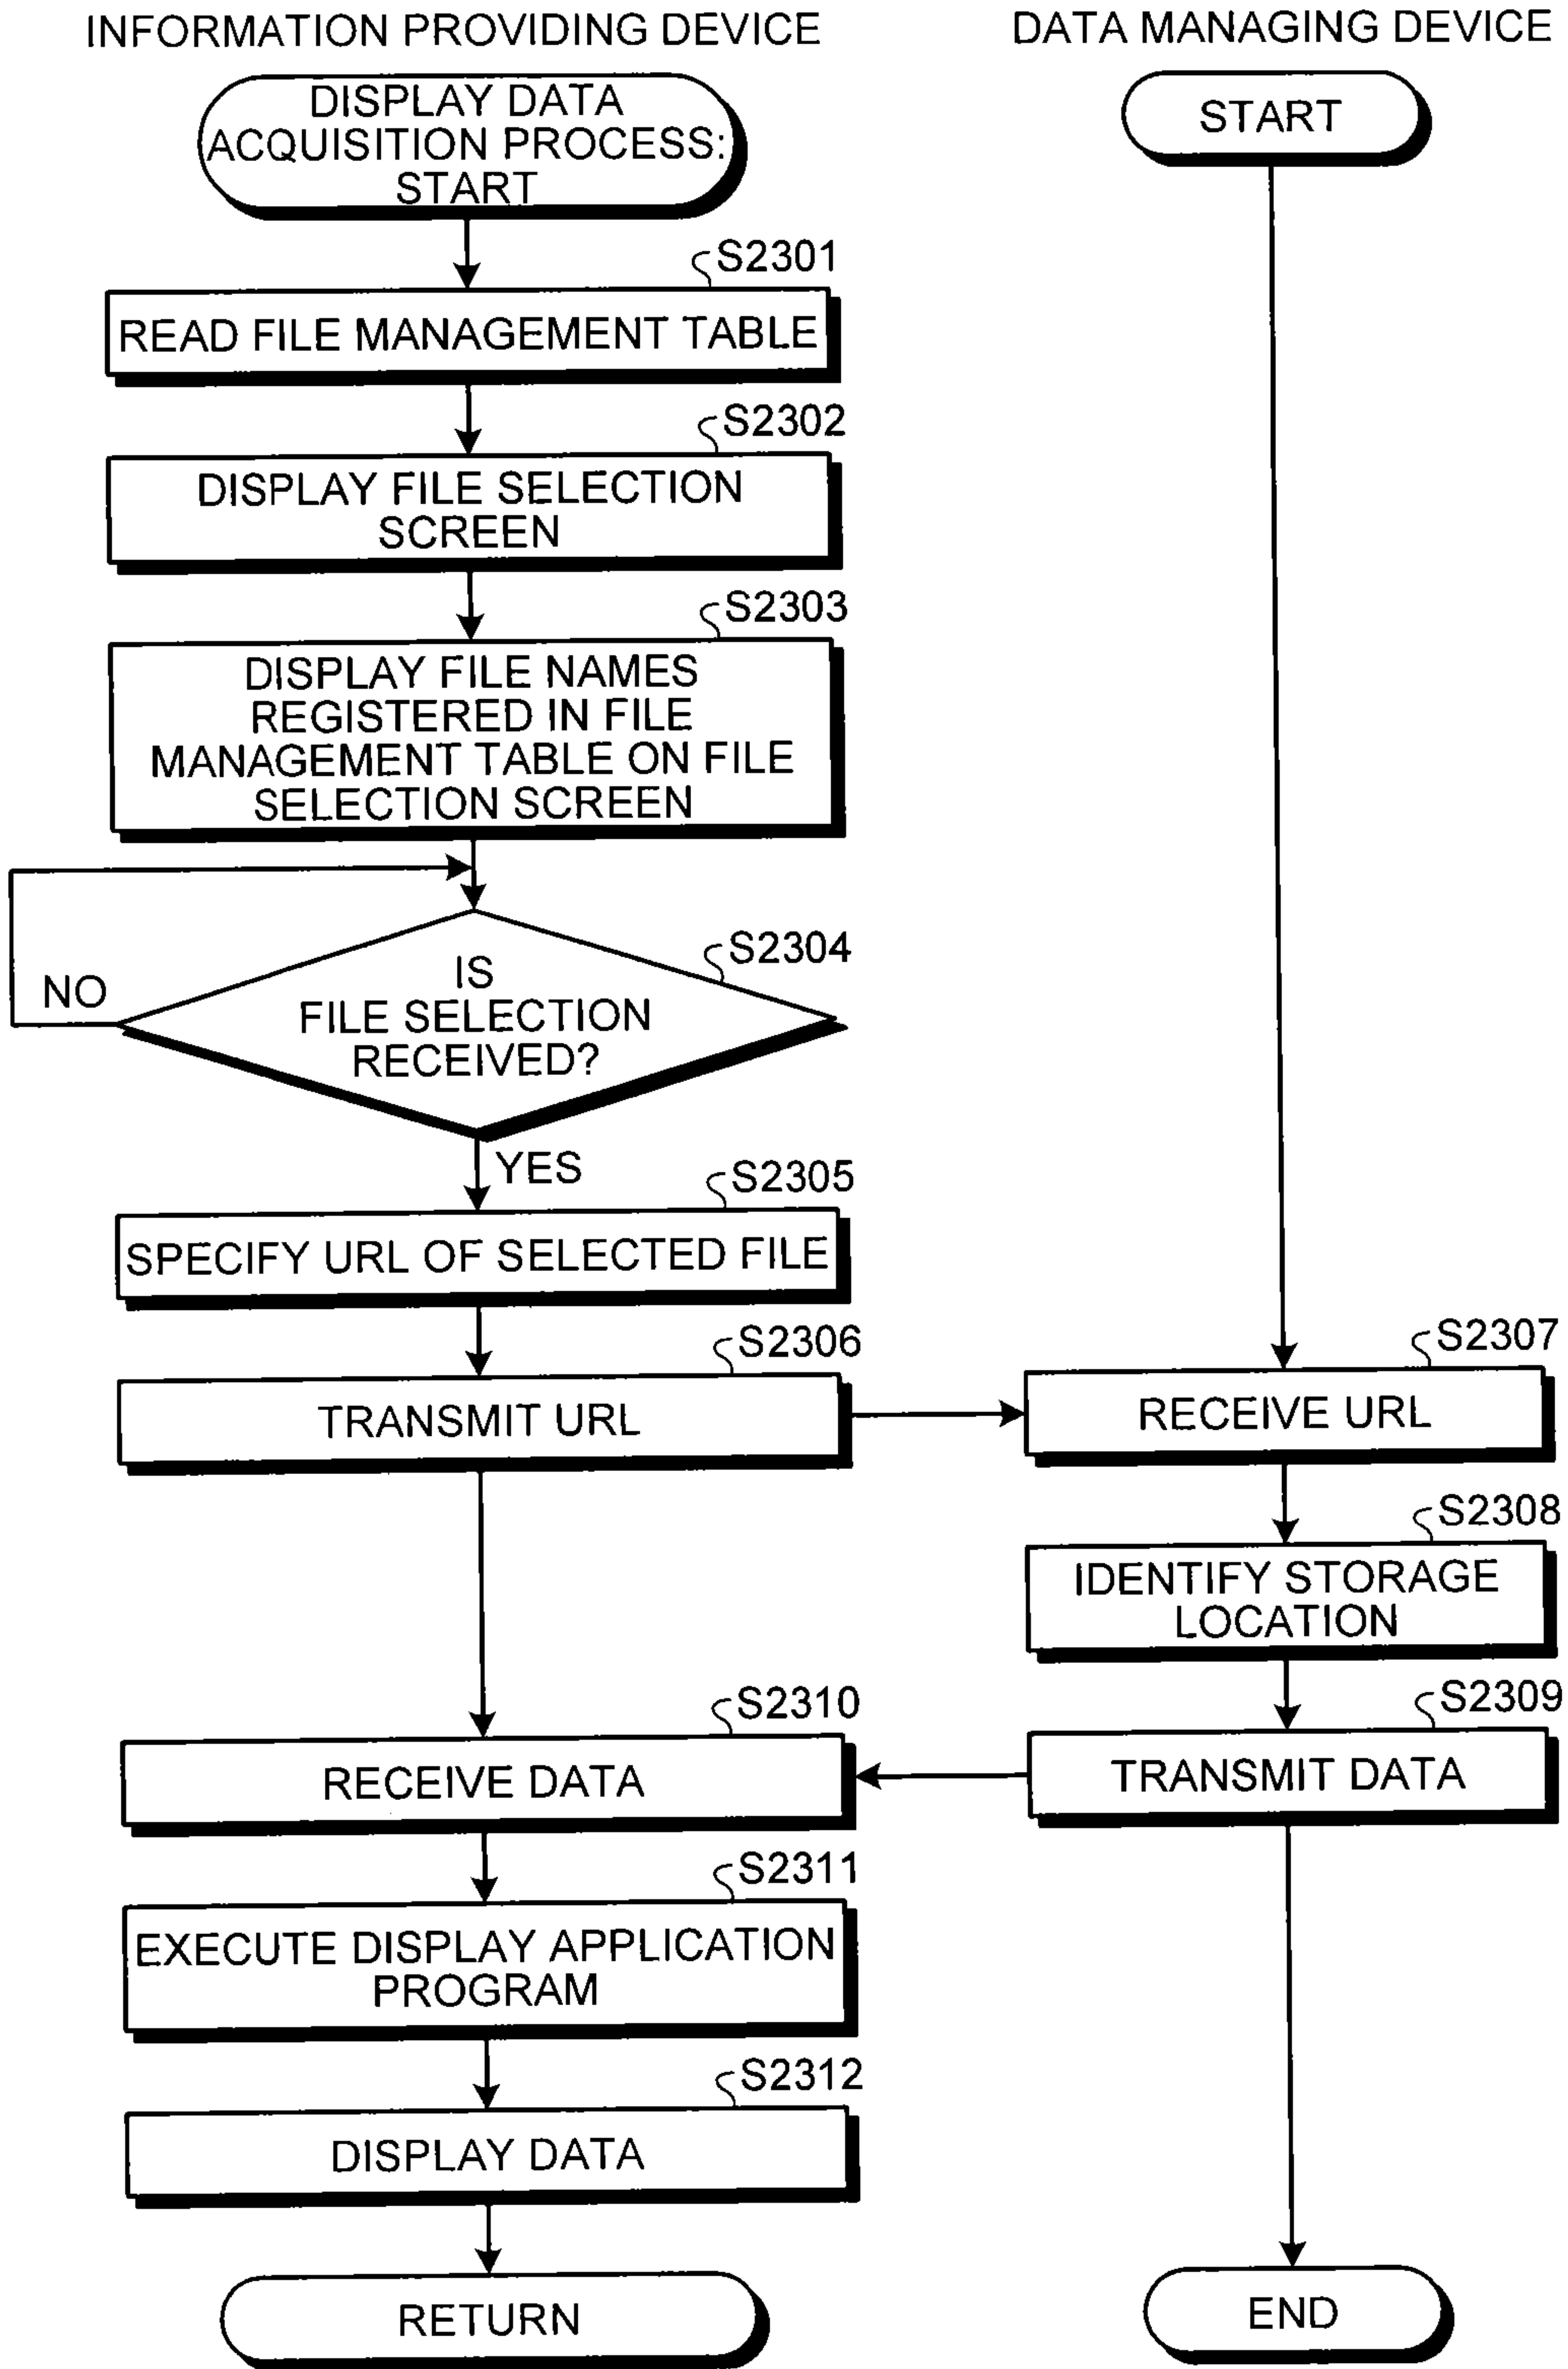 INFORMATION PROVIDING DEVICE
DATA MANAGING DEVICE
DISPLAY DATA
ACQUISITION PROCESS:
START
START
S2301
READ FILE MANAGEMENT TABLE
S2302
DISPLAY FILE SELECTION
SCREEN
S2303
DISPLAY FILE NAMES
REGISTERED IN FILE
MANAGEMENT TABLE ON FILE
SELECTION SCREEN
S2304
IS
FILE SELECTION
RECEIVED?
NO
YES
S2305
SPECIFY URL OF SELECTED FILE
S2306
TRANSMIT URL
S2307
RECEIVE URL
S2308
IDENTIFY STORAGE
LOCATION
S2309
TRANSMIT DATA
S2310
RECEIVE DATA
S2311
EXECUTE DISPLAY APPLICATION
PROGRAM
S2312
DISPLAY DATA
RETURN
END